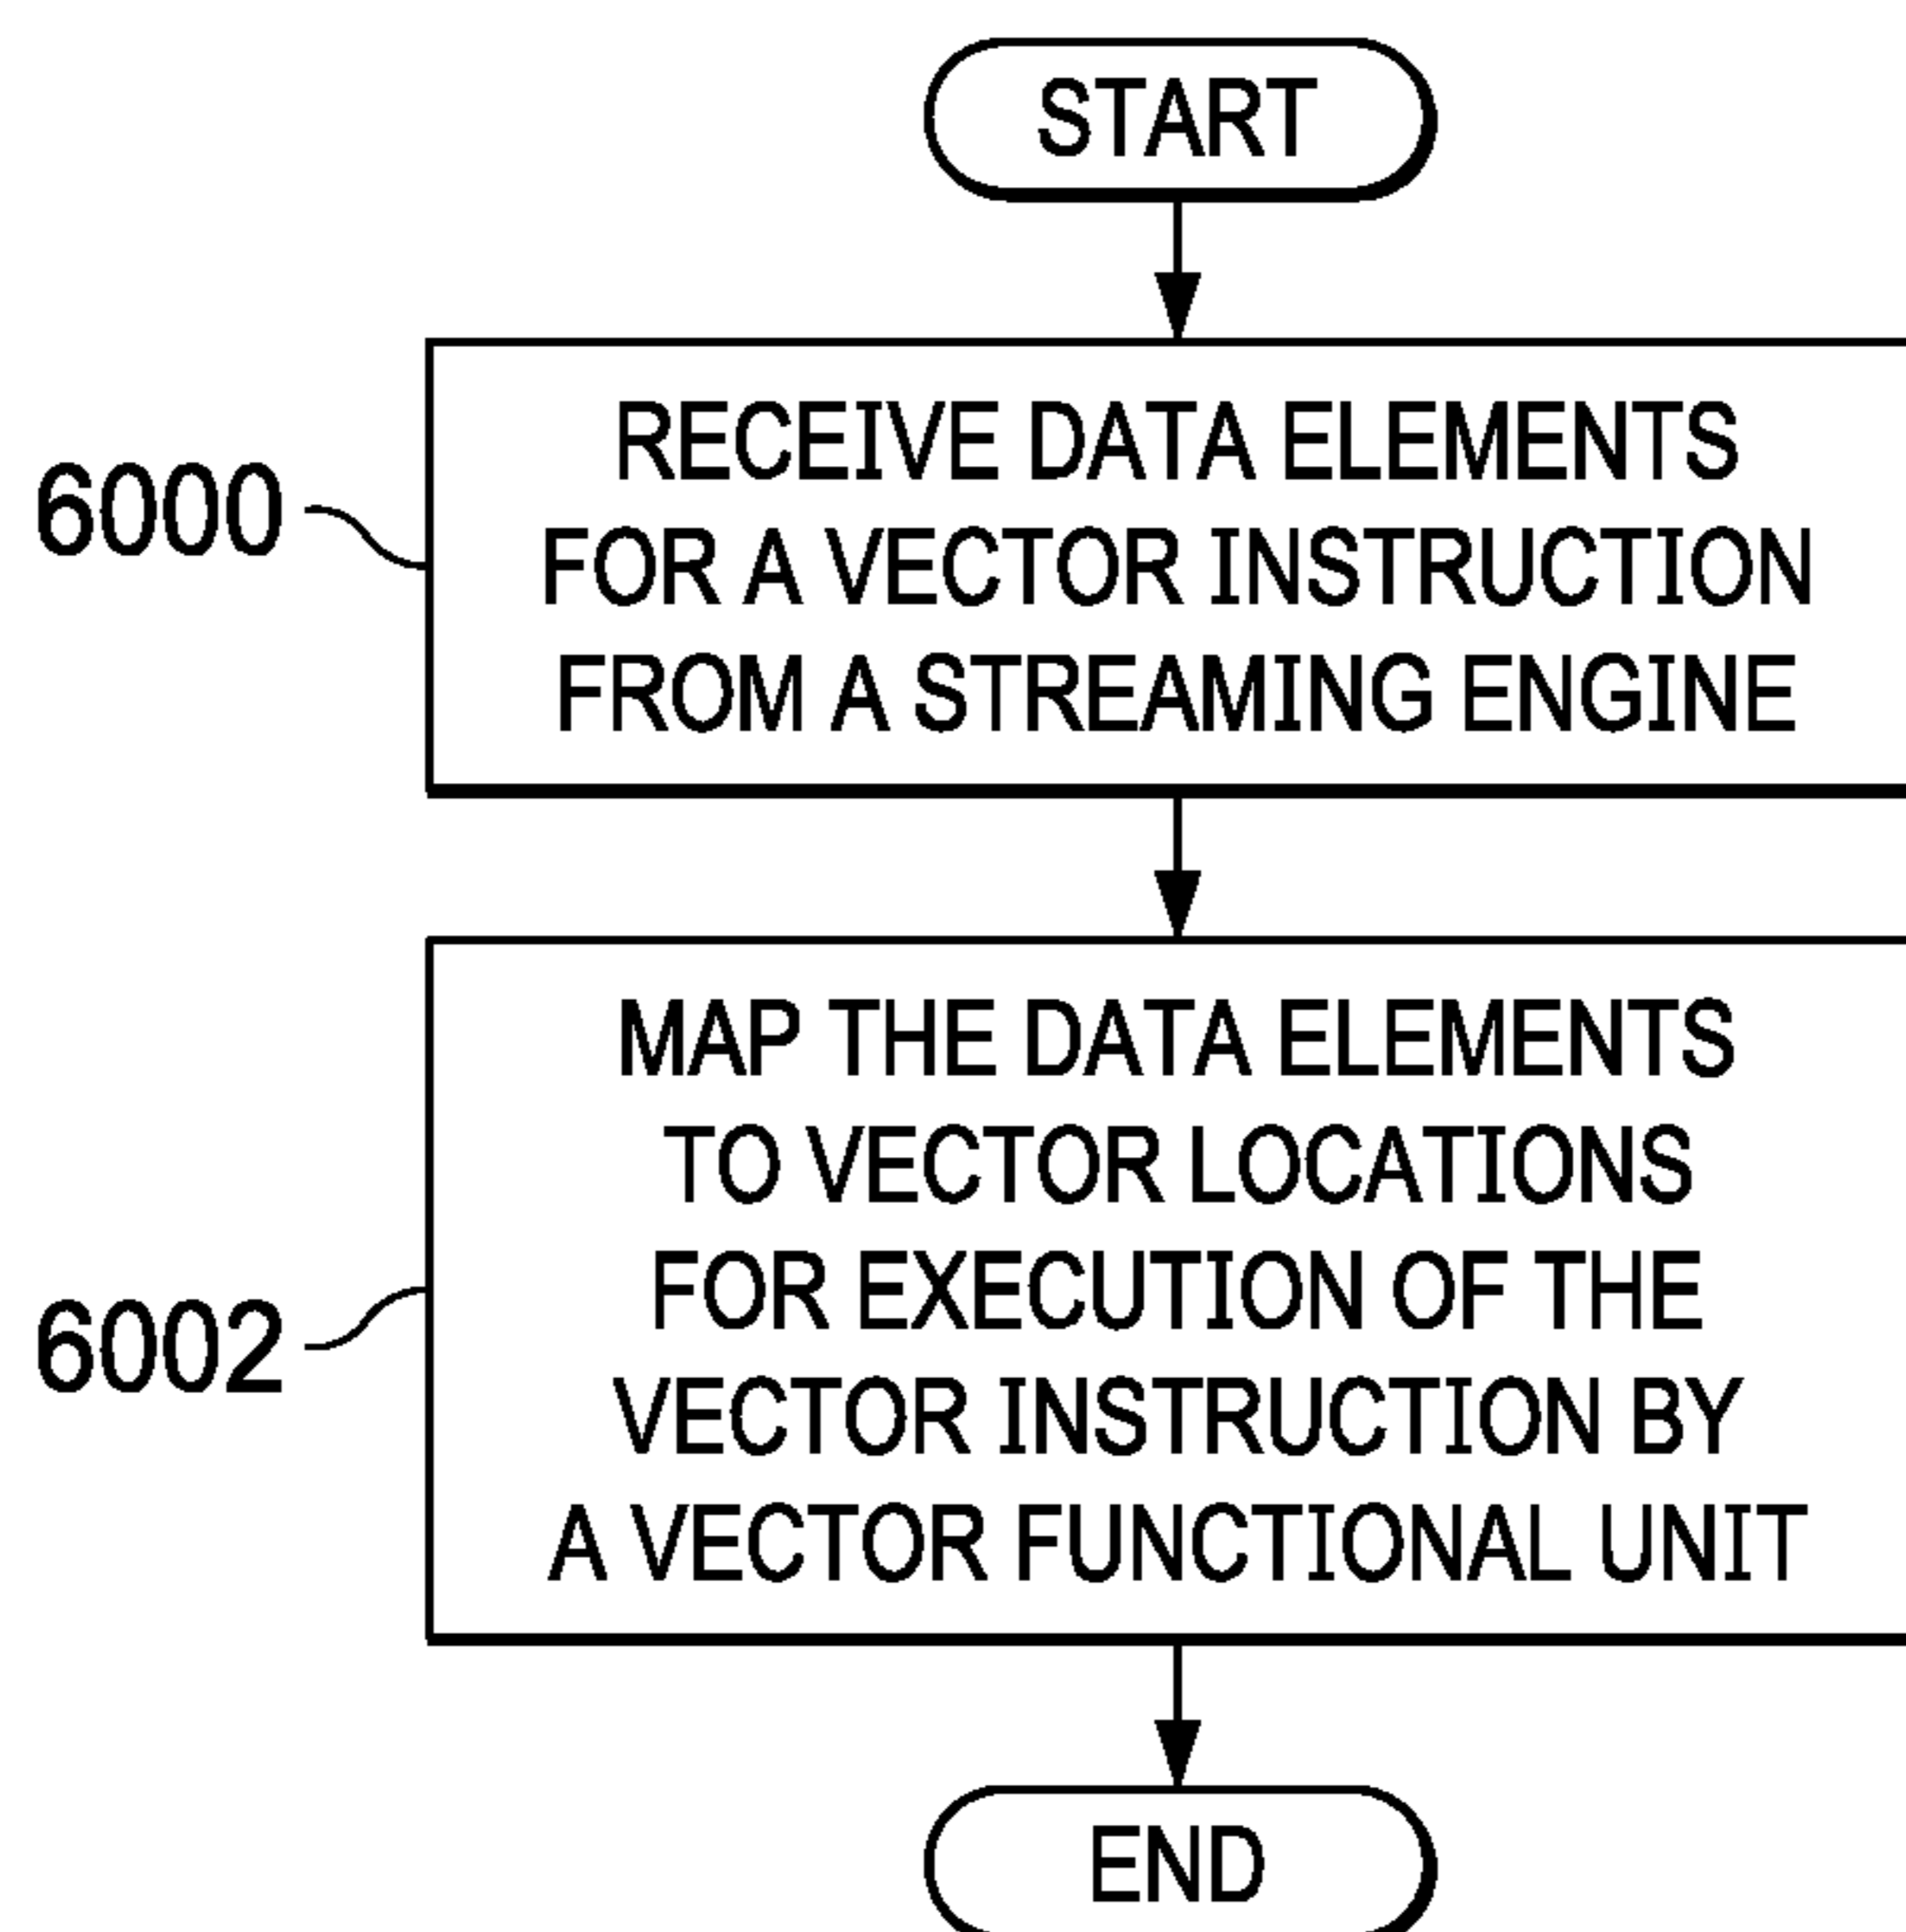 START
6000
RECEIVE DATA ELEMENTS
FOR A VECTOR INSTRUCTION
FROM A STREAMING ENGINE
6002
MAP THE DATA ELEMENTS
TO VECTOR LOCATIONS
FOR EXECUTION OF THE
VECTOR INSTRUCTION BY
A VECTOR FUNCTIONAL UNIT
END